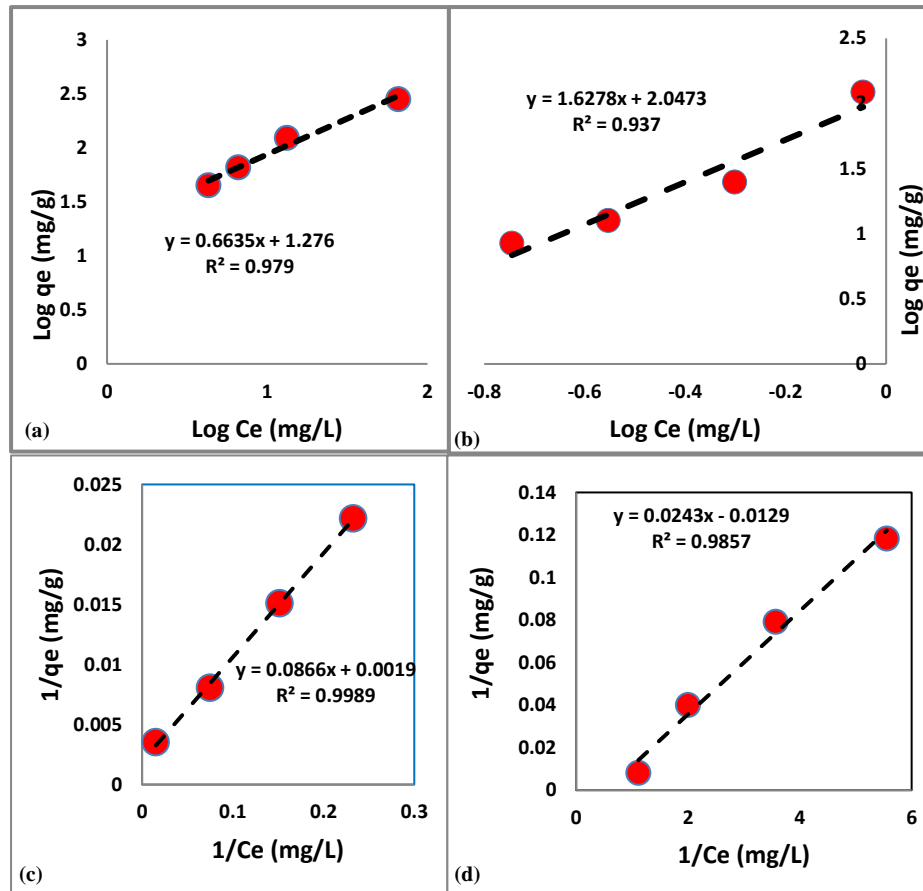 3
2.5
2
1.5
1
0.5
0
0
1
2
Log qe (mg/g)
y = 0.6635x + 1.276
R² = 0.979
Log Ce (mg/L)
(a)
2.5
2
1.5
1
0.5
0
-0.8
-0.6
-0.4
-0.2
0
Log qe (mg/g)
y = 1.6278x + 2.0473
R² = 0.937
Log Ce (mg/L)
(b)
0.025
0.02
0.015
0.01
0.005
0
0
0.1
0.2
0.3
1/qe (mg/g)
y = 0.0866x + 0.0019
R² = 0.9989
1/Ce (mg/L)
(c)
0.14
0.12
0.1
0.08
0.06
0.04
0.02
0
0
2
4
6
1/qe (mg/g)
y = 0.0243x - 0.0129
R² = 0.9857
1/Ce (mg/L)
(d)